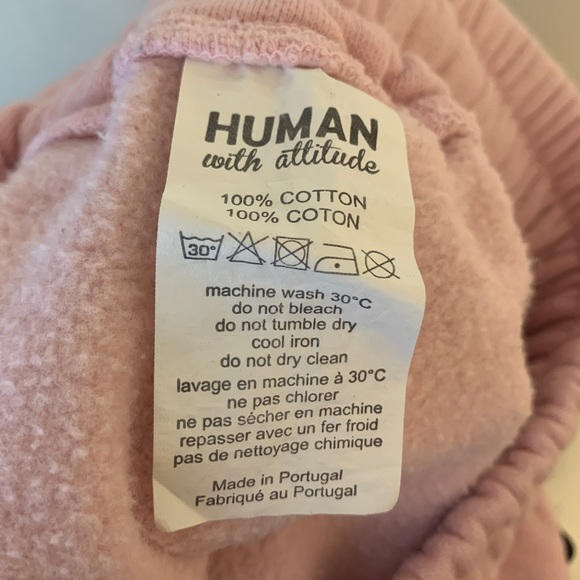 HUMAN
with attitude
100% COTTON
100% COTON
30°
machine wash 30°C
do not bleach
do not tumble dry
cool iron
do not dry clean
lavage en machine à 30°C
ne pas chlorer
ne pas sécher en machine
repasser avec un fer froid
pas de nettoyage chimique
Made in Portugal
Fabriqué au Portugal